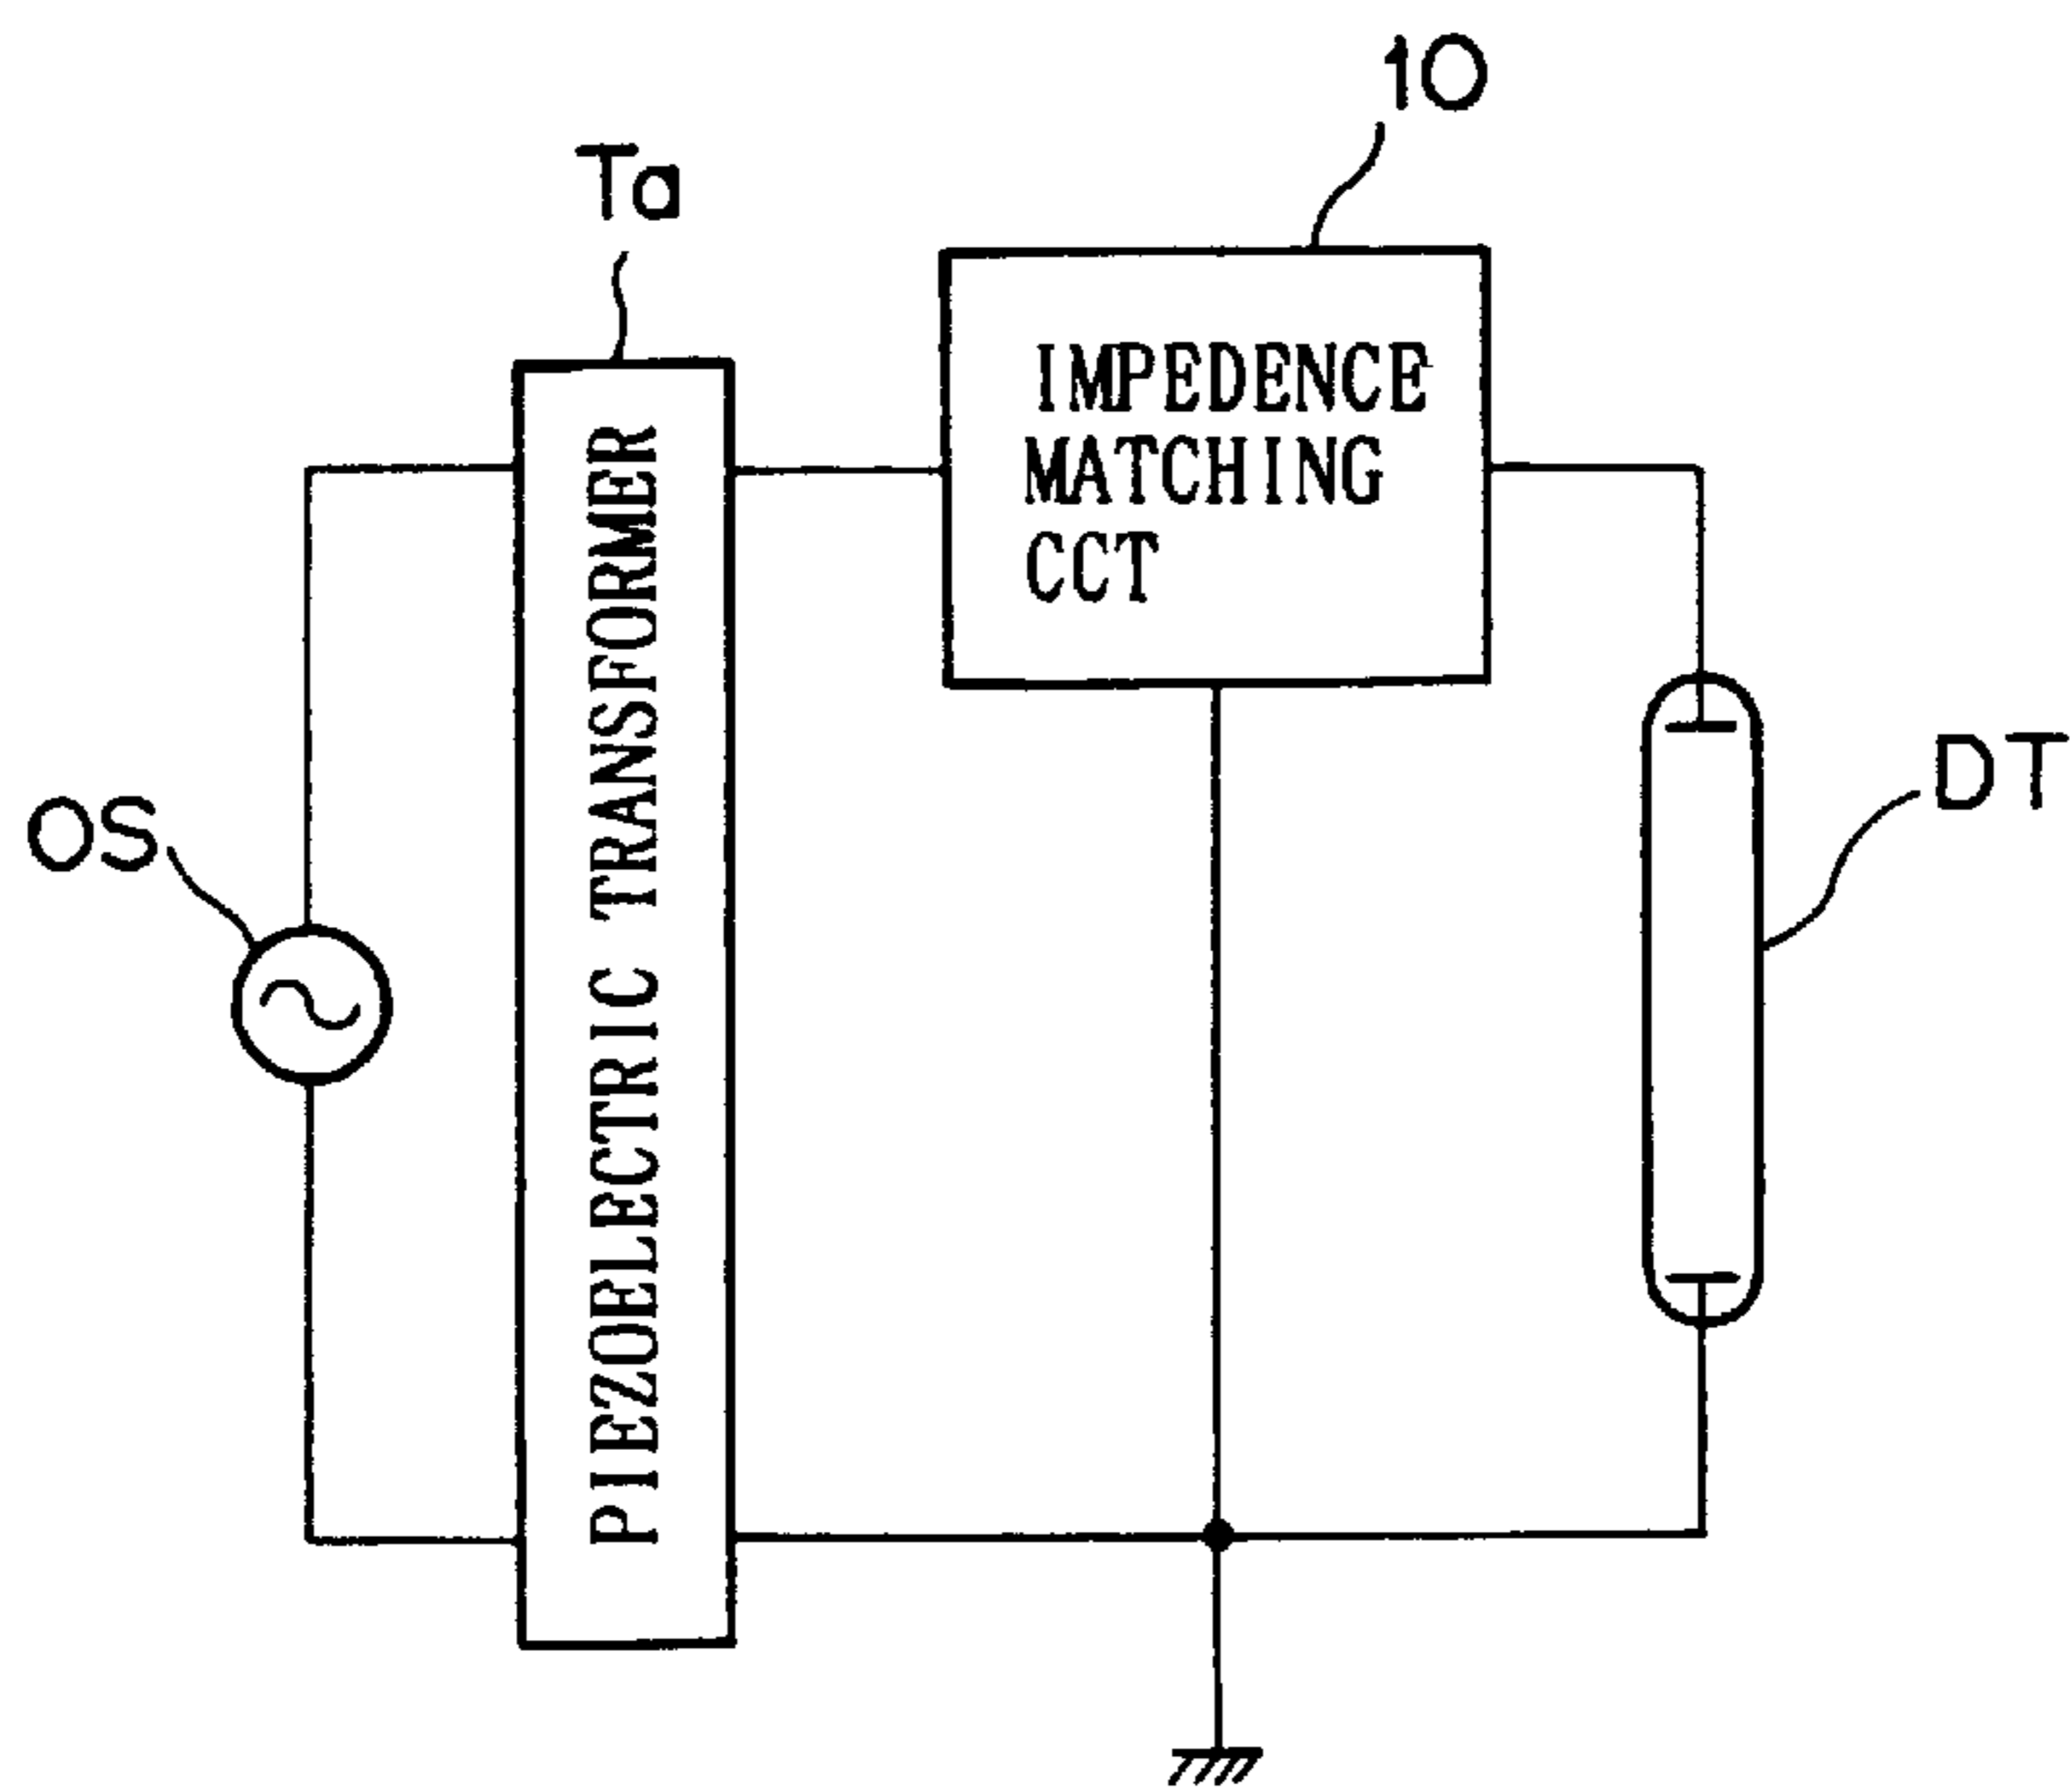 10
Ta
IMPEDENCE
MATCHING
CCT
PIEZOELECTRIC TRANSFORMER
OS
DT